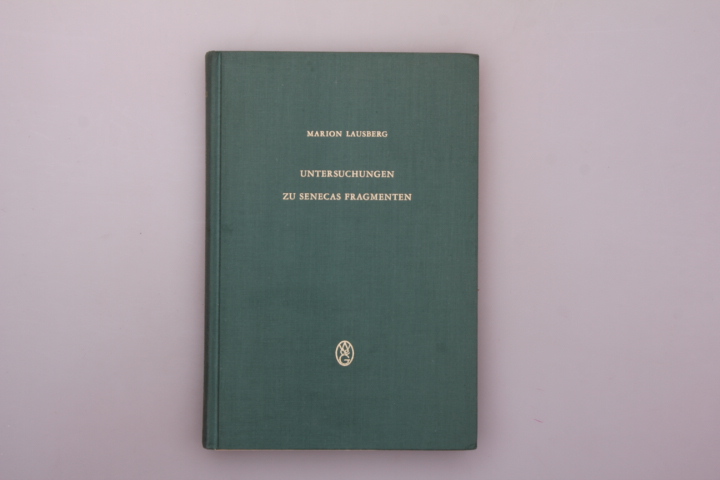 MARION LAUSBERG
UNTERSUCHUNGEN
ZU SENECAS FRAGMENTEN